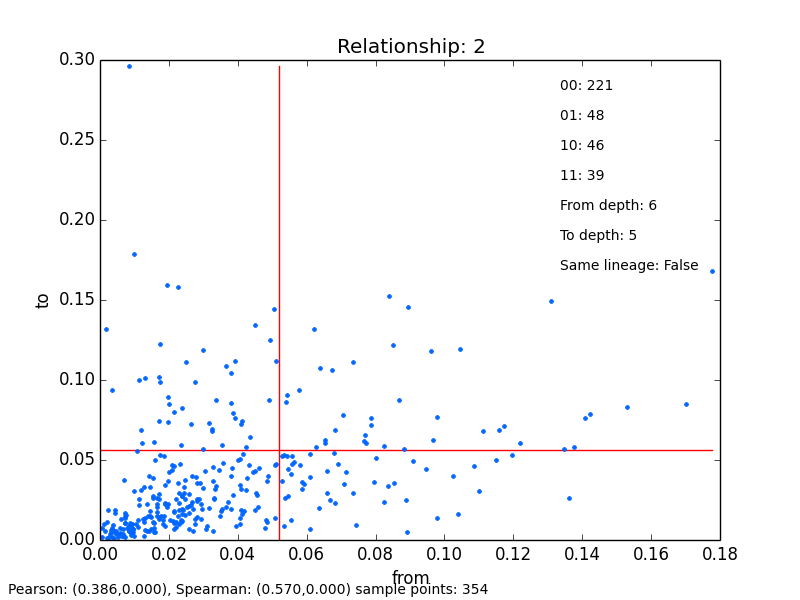 Relationship: 2
0.30
0.25
0.20
0.15
0.10
0.05
0.00
to
00: 221
01: 48
10: 46
11: 39
From depth: 6
To depth: 5
Same lineage: False
0.00 0.02 0.04 0.06 0.08 0.10 0.12 0.14 0.16 0.18
from
Pearson: (0.386,0.000), Spearman: (0.570,0.000) sample points: 354